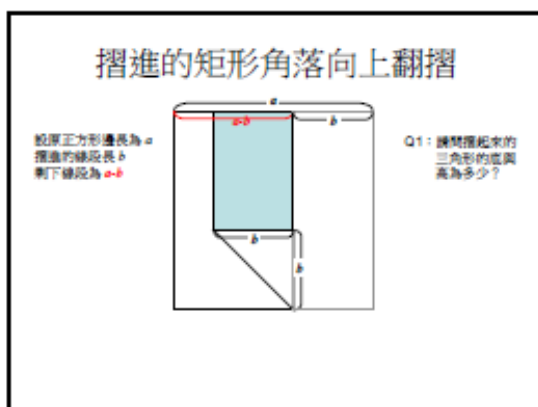 摺進的矩形角落向上翻摺
a
a-b
b
設原正方形邊長為 a
摺進的線段長 b
剩下線段為 a-b
Q1：請問摺起來的
三角形的底與
高為多少？
b
b